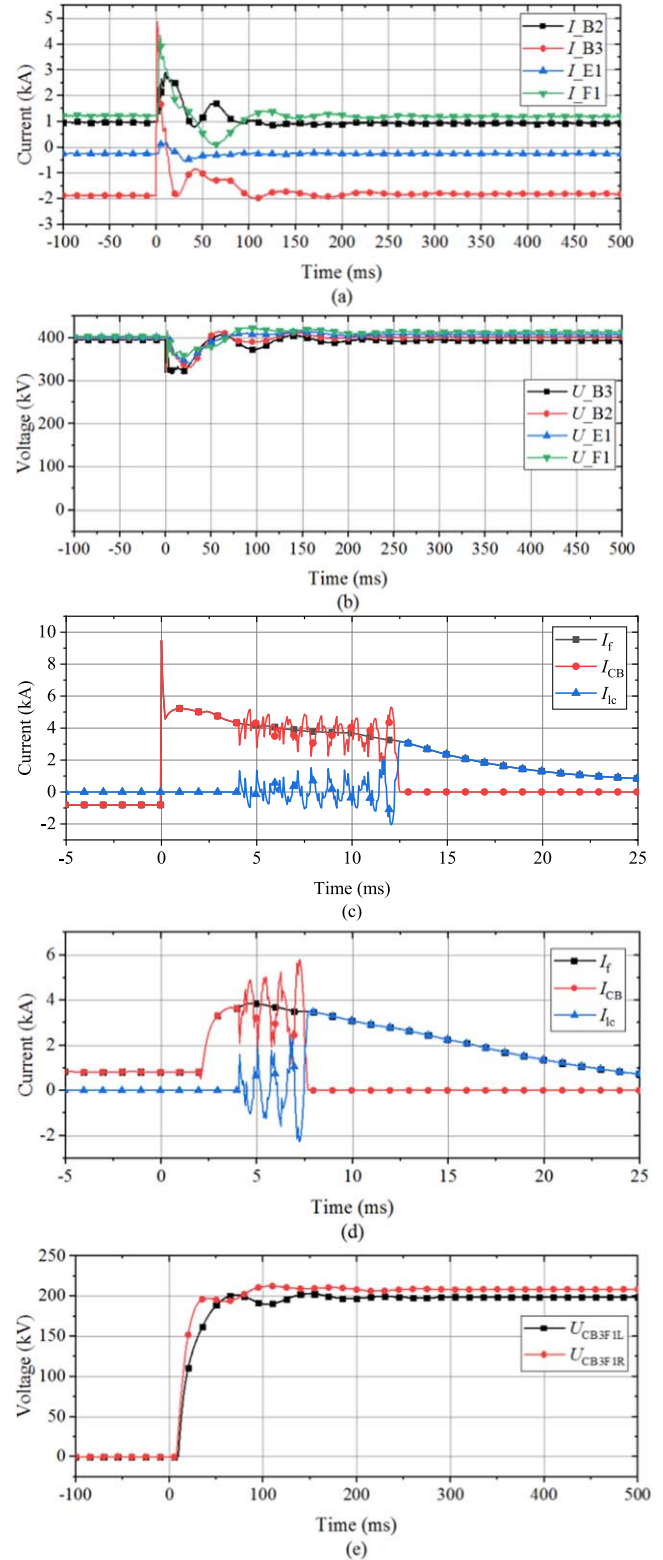 5
4
3
2
1
0
-1
-2
-3
Current (kA)
I_B2
I_B3
I_E1
I_F1
-100 -50 0 50 100 150 200 250 300 350 400 450 500
Time (ms)
(a)
400
300
200
100
0
Voltage (kV)
U_B3
U_B2
U_E1
U_F1
-100 -50 0 50 100 150 200 250 300 350 400 450 500
Time (ms)
(b)
10
8
6
4
2
0
-2
Current (kA)
If
ICB
Ilc
-5 0 5 10 15 20 25
Time (ms)
(c)
6
4
2
0
-2
Current (kA)
If
ICB
Ilc
-5 0 5 10 15 20 25
Time (ms)
(d)
250
200
150
100
50
0
Voltage (kV)
UCB3F1L
UCB3F1R
-100 0 100 200 300 400 500
Time (ms)
(e)